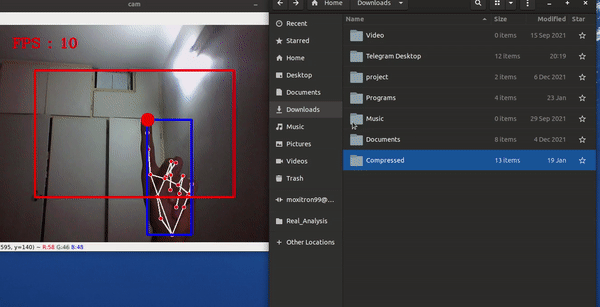 cam
FPS : 10
595, y=140) ~ R:58 G:46 B:45
Home
Downloads
Recent
Starred
Home
Desktop
Documents
Downloads
Music
Pictures
Videos
Trash
moxitron99@...
Real_Analysis
Other Locations
Name Size Modified Star
Video 0 items 15 Sep 2021
Telegram Desktop 12 items 20:19
project 2 items 6 Dec 2021
Programs 4 items 23 Jan
Music 0 items 29 Sep 2021
Documents 8 items 4 Dec 2021
Compressed 13 items 19 Jan